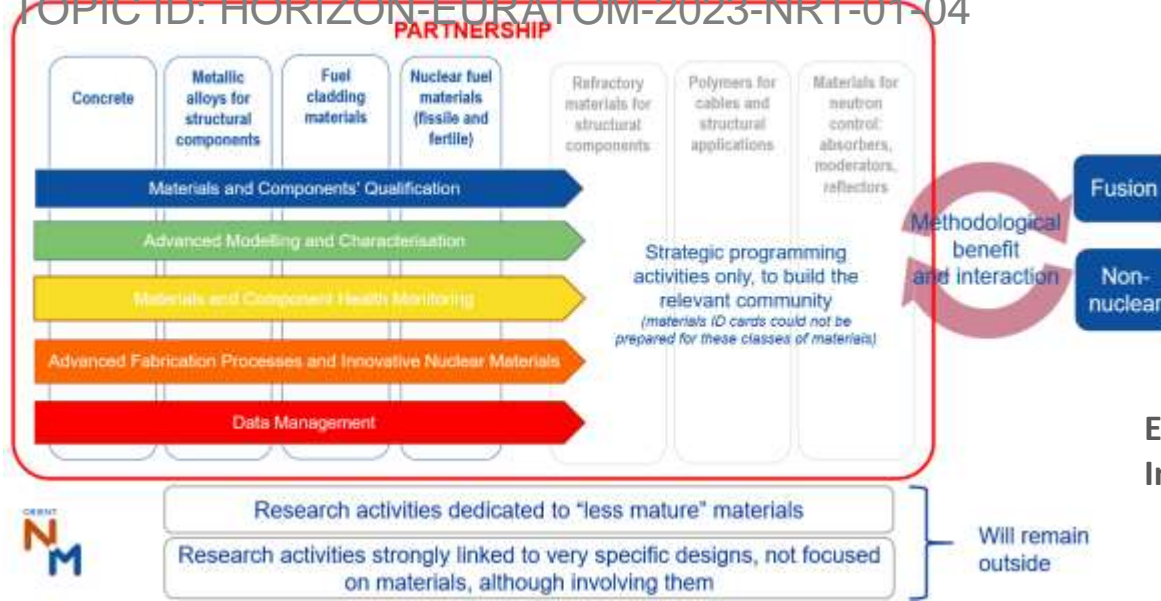 TOPIC ID: HORIZON-EURATOM-2023-NRT-01-04
PARTNERSHIP
Concrete
Metallic
alloys for
structural
components
Fuel
cladding
materials
Nuclear fuel
materials
(fissile and
fertile)
Refractory
materials for
structural
components
Polymers for
cables and
structural
applications
Materials for
neutron
control:
absorbers,
moderators,
reflectors
Materials and Components' Qualification
Advanced Modelling and Characterisation
Materials and Component Health Monitoring
Advanced Fabrication Processes and Innovative Nuclear Materials
Data Management
Strategic programming
activities only, to build the
relevant community
(materials ID cards could not be
prepared for these classes of materials)
Methodological
benefit
and interaction
Fusion
Non-
nuclear
E
In
ORIENT
NM
Research activities dedicated to "less mature" materials
Research activities strongly linked to very specific designs, not focused
on materials, although involving them
Will remain
outside